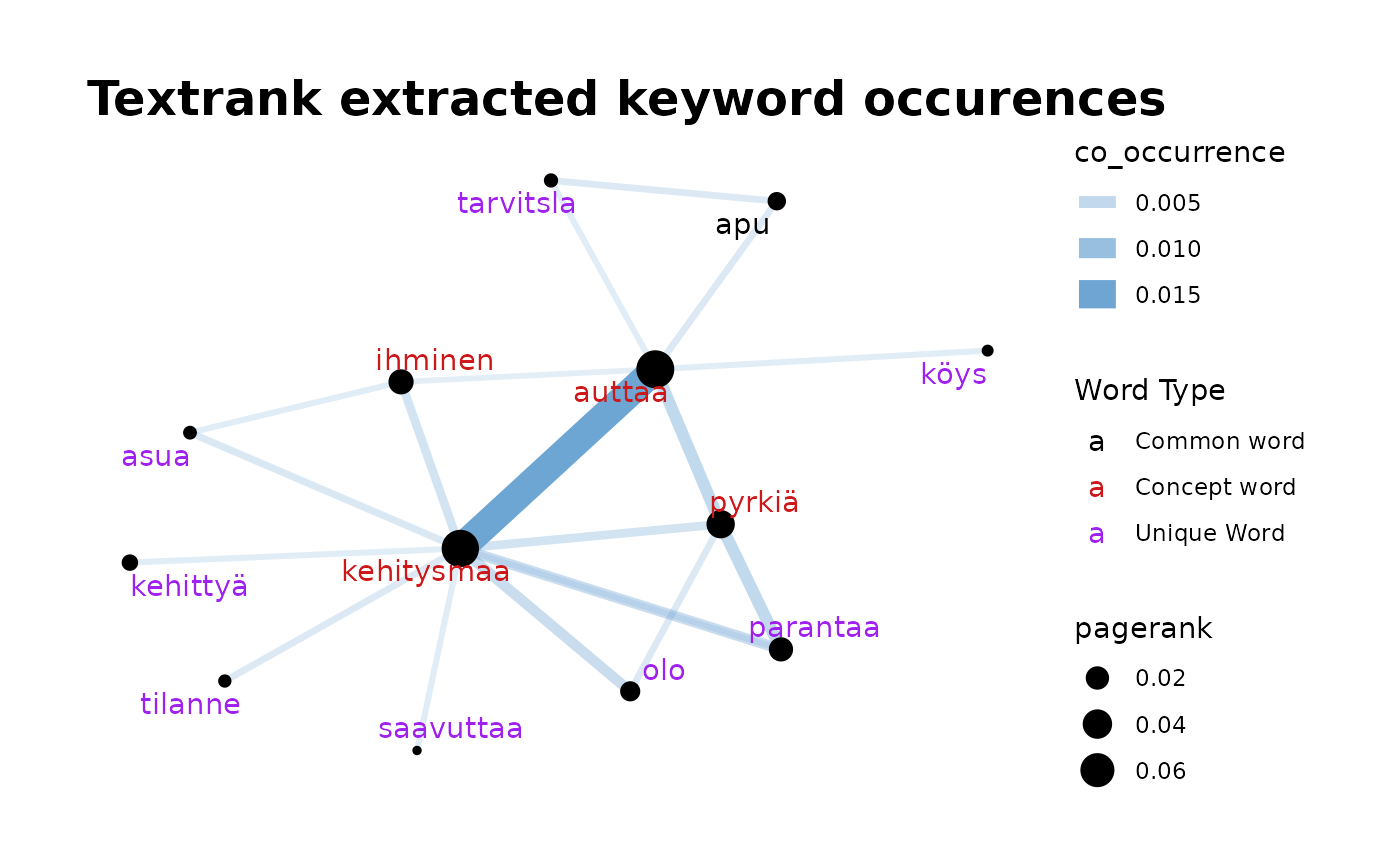 Textrank extracted keyword occurences
tarvitsla
apu
ihminen
auttaa
köys
asua
pyrkiä
kehitysmaa
kehittyä
parantaa
olo
tilanne
saavuttaa
co_occurrence
0.005
0.010
0.015
Word Type
a Common word
a Concept word
a Unique Word
pagerank
0.02
0.04
0.06